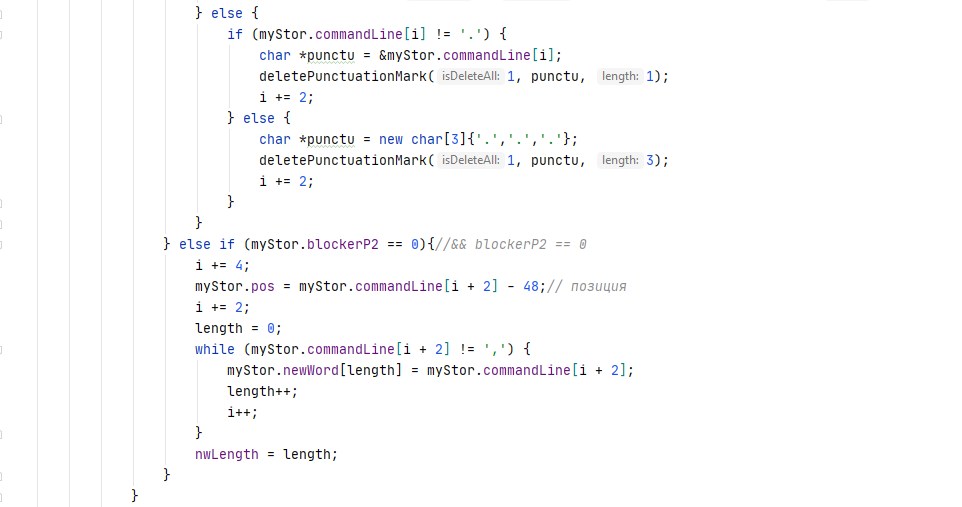 } else {
if (myStor.commandLine[i] != '.') {
char *punctu = &myStor.commandLine[i];
deletePunctuationMark( isDeleteAll: 1, punctu, length: 1);
i += 2;
} else {
char *punctu = new char[3]{'.','.','.'};
deletePunctuationMark( isDeleteAll: 1, punctu, length: 3);
i += 2;
}
}
} else if (myStor.blockerP2 == 0){//&& blockerP2 == 0
i += 4;
myStor.pos = myStor.commandLine[i + 2] - 48;// позиция
i += 2;
length = 0;
while (myStor.commandLine[i + 2] != ',') {
myStor.newWord[length] = myStor.commandLine[i + 2];
length++;
i++;
}
nwLength = length;
}
}